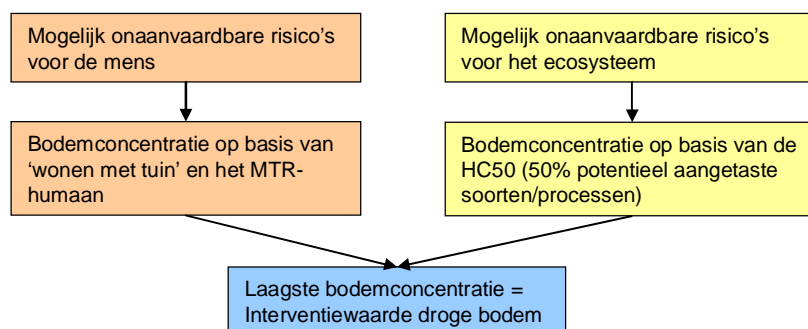 Mogelijk onaanvaardbare risico's
voor de mens
Mogelijk onaanvaardbare risico's
voor het ecosysteem
Bodemconcentratie op basis van
'wonen met tuin' en het MTR-
humaan
Bodemconcentratie op basis van de
HC50 (50% potentieel aangetaste
soorten/processen)
Laagste bodemconcentratie =
Interventiewaarde droge bodem